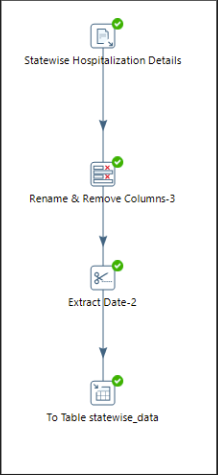 Statewise Hospitalization Details
Rename & Remove Columns-3
Extract Date-2
To Table statewise_data